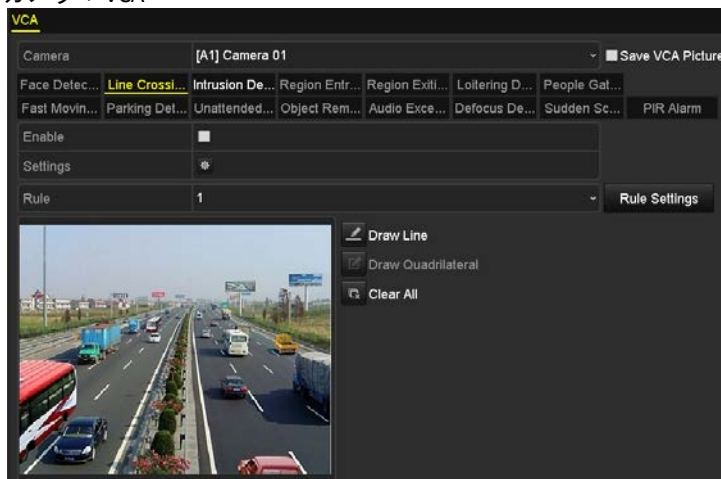 VCA
Camera [A1] Camera 01 Save VCA Picture
Face Detec... Line Crossi... Intrusion De... Region Entr... Region Exiti... Loitering D... People Gat...
Fast Movin... Parking Det... Unattended... Object Rem... Audio Exce... Defocus De... Sudden Sc... PIR Alarm
Enable
Settings
Rule 1 Rule Settings
Draw Line
Draw Quadrilateral
Clear All